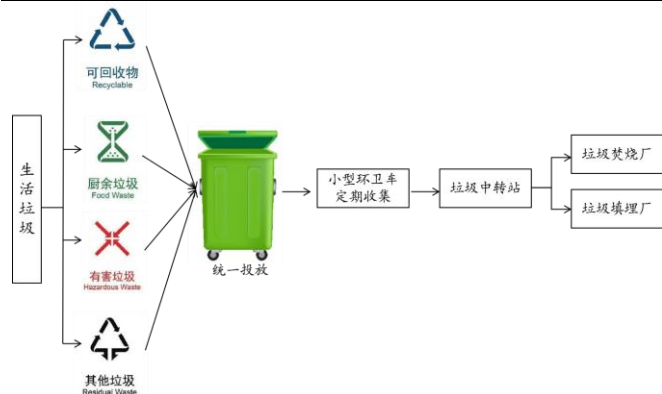 生活垃圾
可回收物
Recyclable
厨余垃圾
Food Waste
有害垃圾
Hazardous Waste
其他垃圾
Residual Waste
统一投放
小型环卫车
定期收集
垃圾中转站
垃圾焚烧厂
垃圾填埋厂